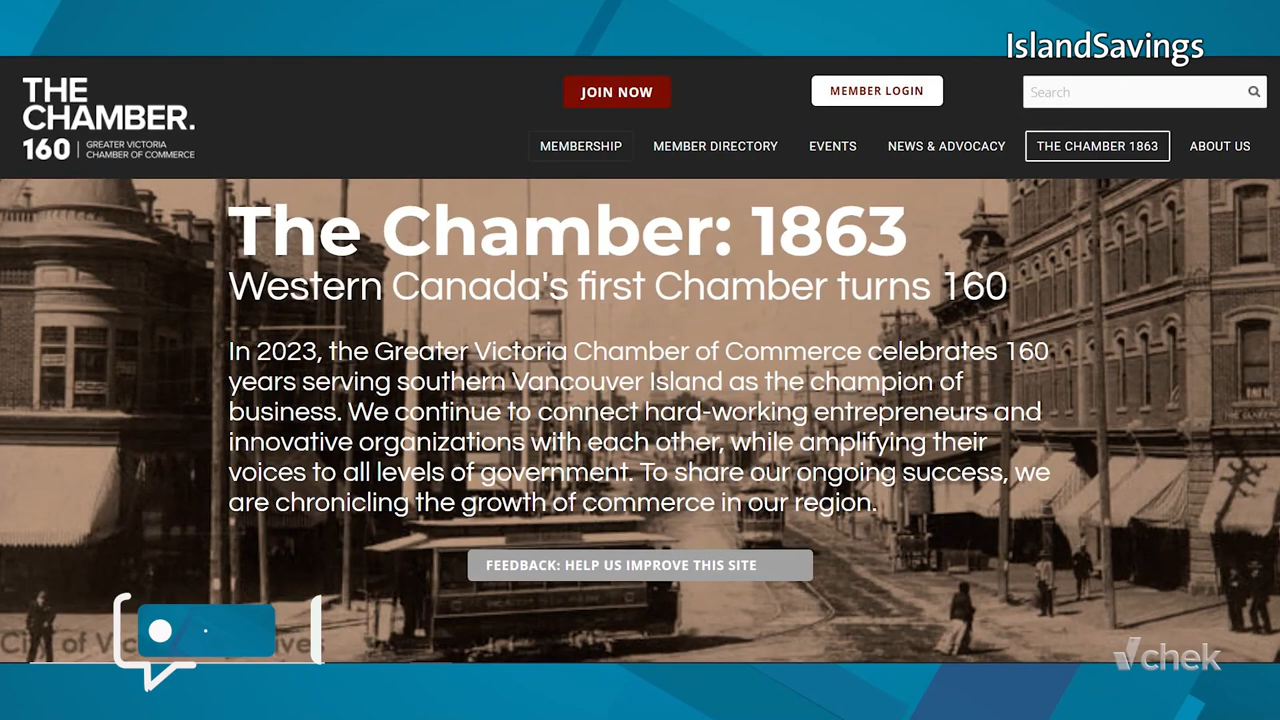 IslandSavings
THE
CHAMBER.
160 | GREATER VICTORIA
CHAMBER OF COMMERCE
JOIN NOW
MEMBER LOGIN
Search
MEMBERSHIP
MEMBER DIRECTORY
EVENTS
NEWS & ADVOCACY
THE CHAMBER 1863
ABOUT US
The Chamber: 1863
Western Canada's first Chamber turns 160
In 2023, the Greater Victoria Chamber of Commerce celebrates 160
years serving southern Vancouver Island as the champion of
business. We continue to connect hard-working entrepreneurs and
innovative organizations with each other, while amplifying their
voices to all levels of government. To share our ongoing success, we
are chronicling the growth of commerce in our region.
FEEDBACK: HELP US IMPROVE THIS SITE
City of
chek